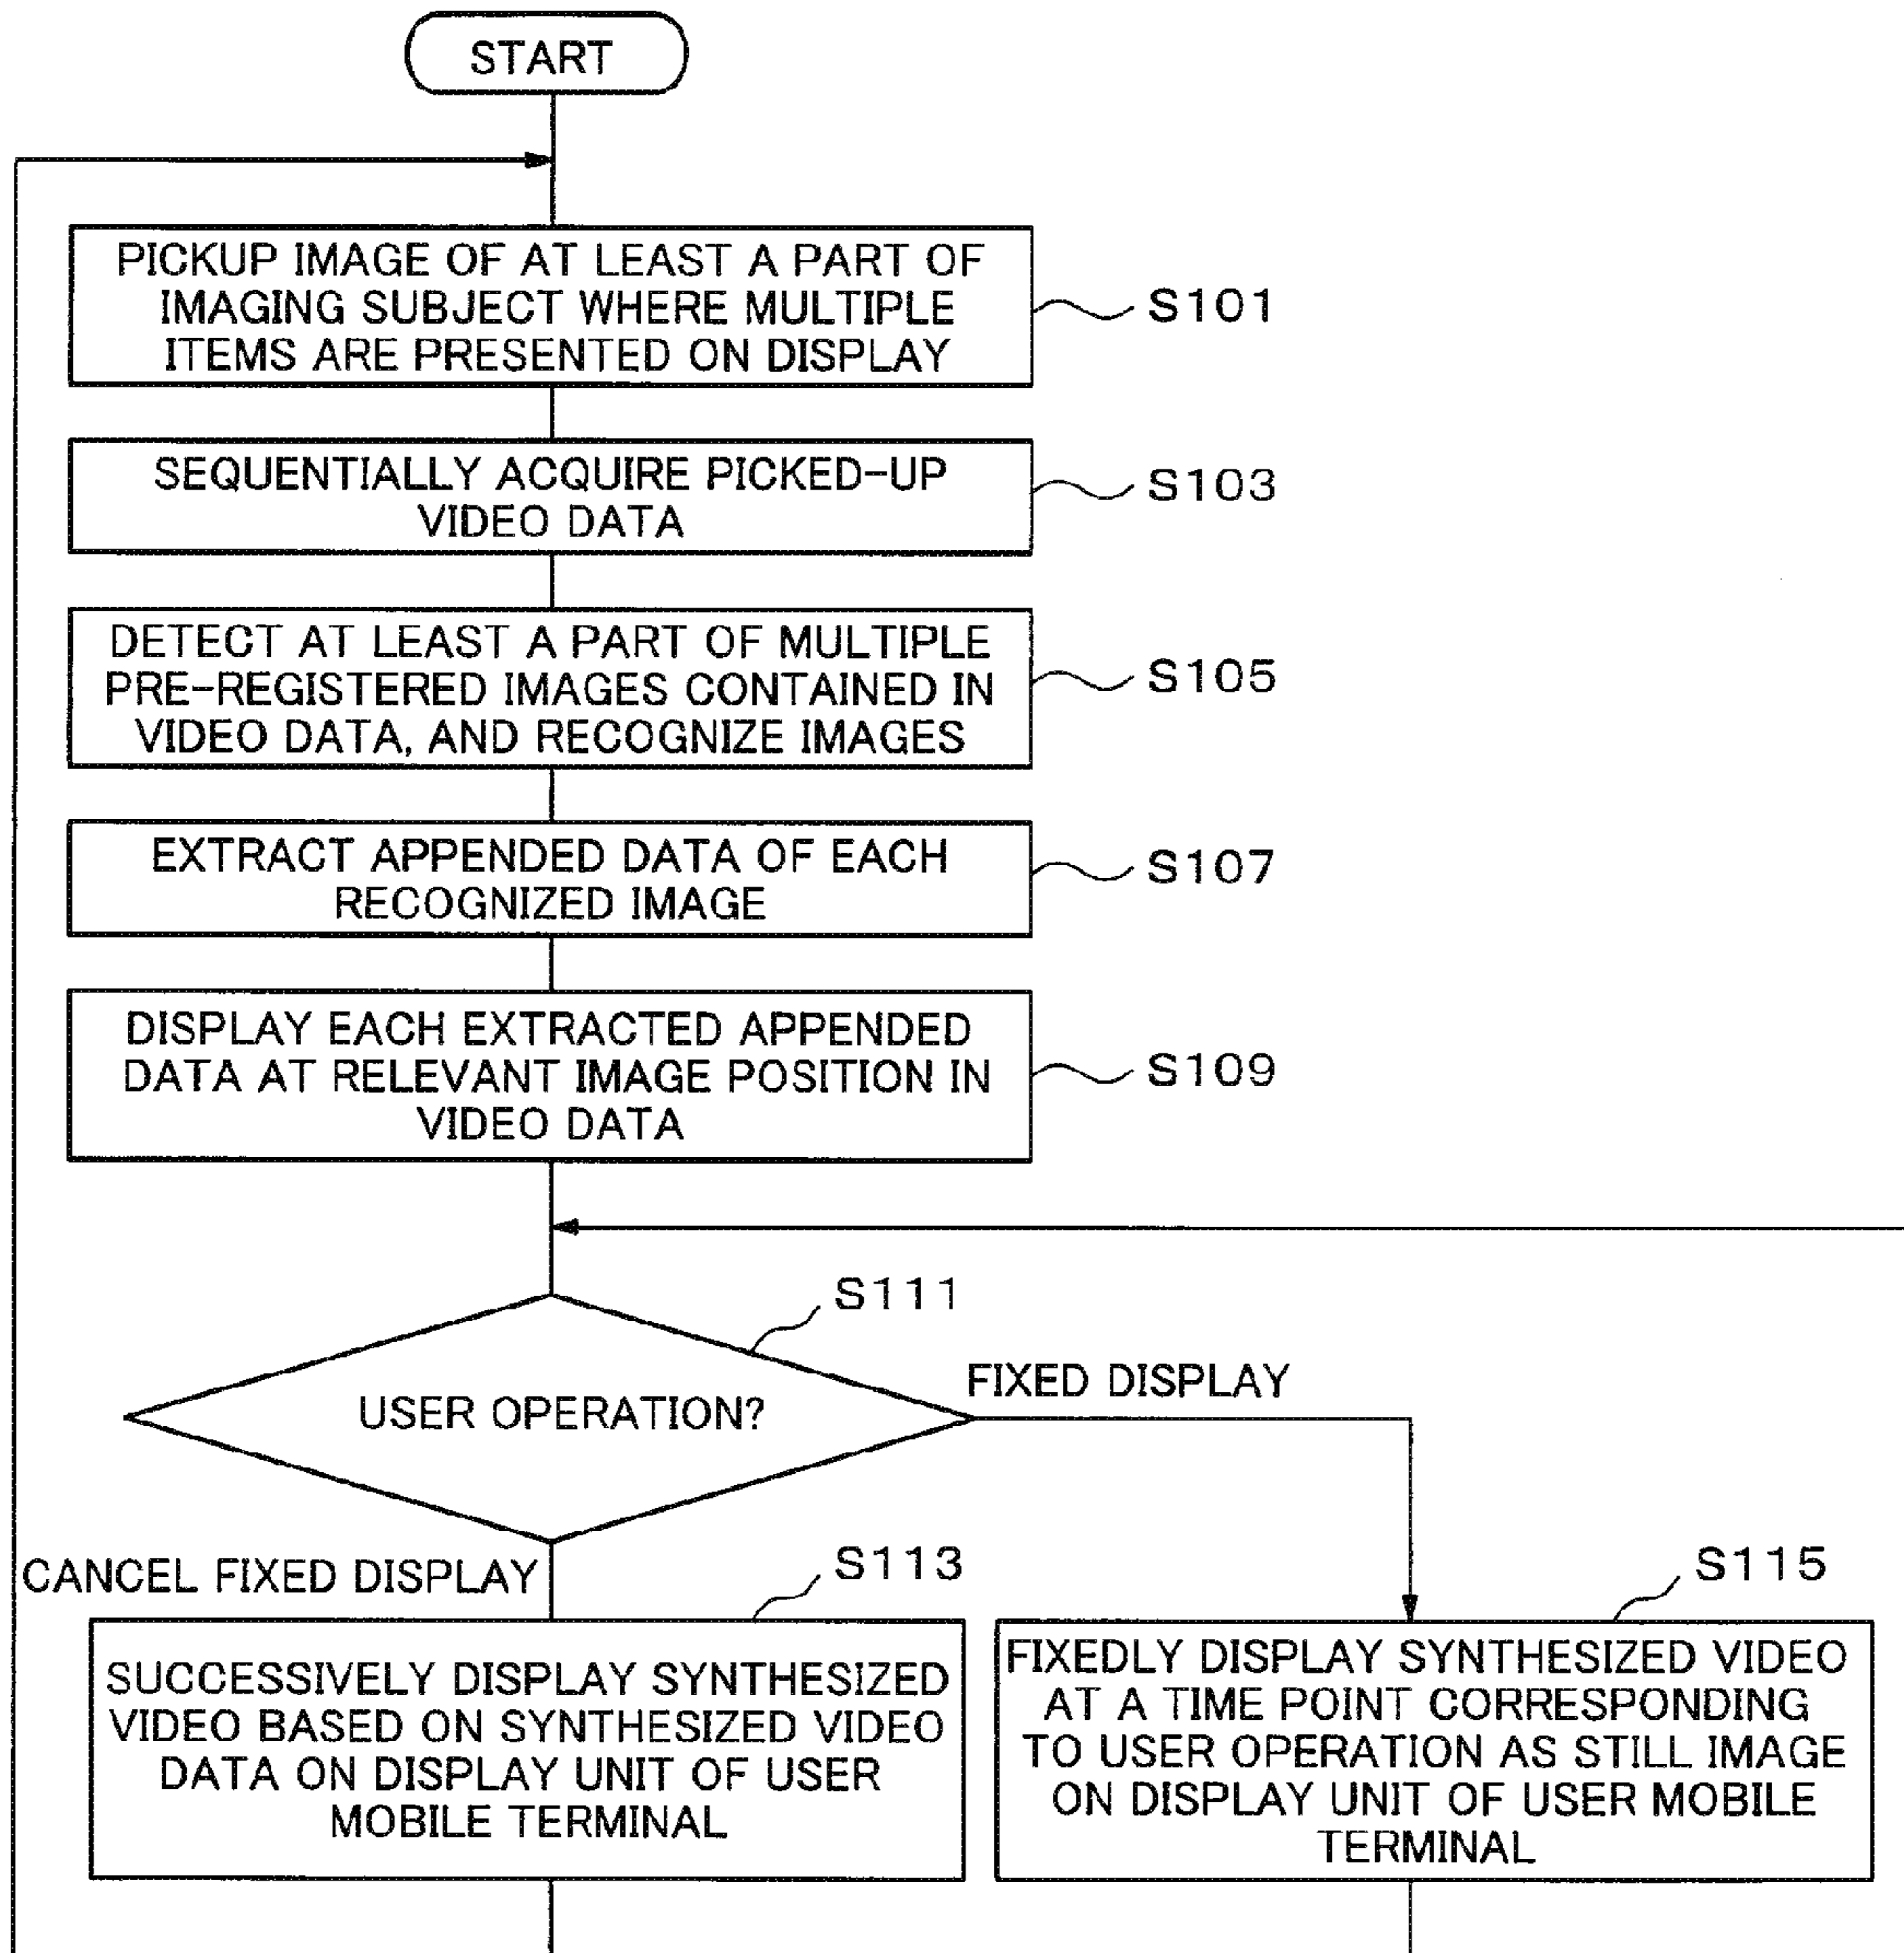 START
PICKUP IMAGE OF AT LEAST A PART OF
IMAGING SUBJECT WHERE MULTIPLE
ITEMS ARE PRESENTED ON DISPLAY
S101
SEQUENTIALLY ACQUIRE PICKED-UP
VIDEO DATA
S103
DETECT AT LEAST A PART OF MULTIPLE
PRE-REGISTERED IMAGES CONTAINED IN
VIDEO DATA, AND RECOGNIZE IMAGES
S105
EXTRACT APPENDED DATA OF EACH
RECOGNIZED IMAGE
S107
DISPLAY EACH EXTRACTED APPENDED
DATA AT RELEVANT IMAGE POSITION IN
VIDEO DATA
S109
S111
USER OPERATION?
FIXED DISPLAY
CANCEL FIXED DISPLAY
S113
SUCCESSIVELY DISPLAY SYNTHESIZED
VIDEO BASED ON SYNTHESIZED VIDEO
DATA ON DISPLAY UNIT OF USER
MOBILE TERMINAL
S115
FIXEDLY DISPLAY SYNTHESIZED VIDEO
AT A TIME POINT CORRESPONDING
TO USER OPERATION AS STILL IMAGE
ON DISPLAY UNIT OF USER MOBILE
TERMINAL